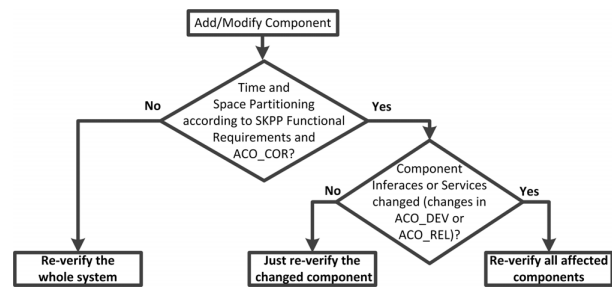 Add/Modify Component
Time and
Space Partitioning
according to SKPP Functional
Requirements and
ACO_COR?
No
Yes
Component
Inferaces or Services
changed (changes in
ACO_DEV or
ACO_REL)?
No
Yes
Re-verify the
whole system
Just re-verify the
changed component
Re-verify all affected
components